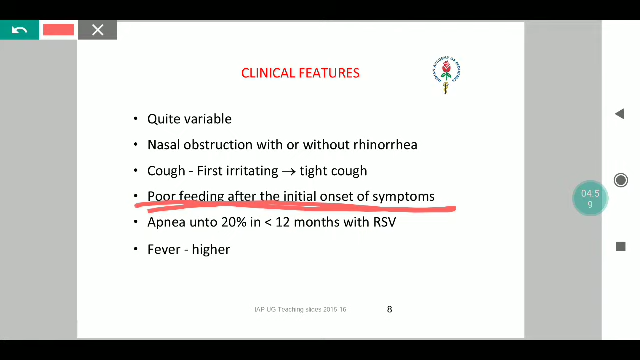 CLINICAL FEATURES
• Quite variable
• Nasal obstruction with or without rhinorrhea
• Cough - First irritating → tight cough
• Poor feeding after the initial onset of symptoms
• Apnea unto 20% in < 12 months with RSV
• Fever - higher
IAP UG Teaching slides 2015-16
8
04:5
9